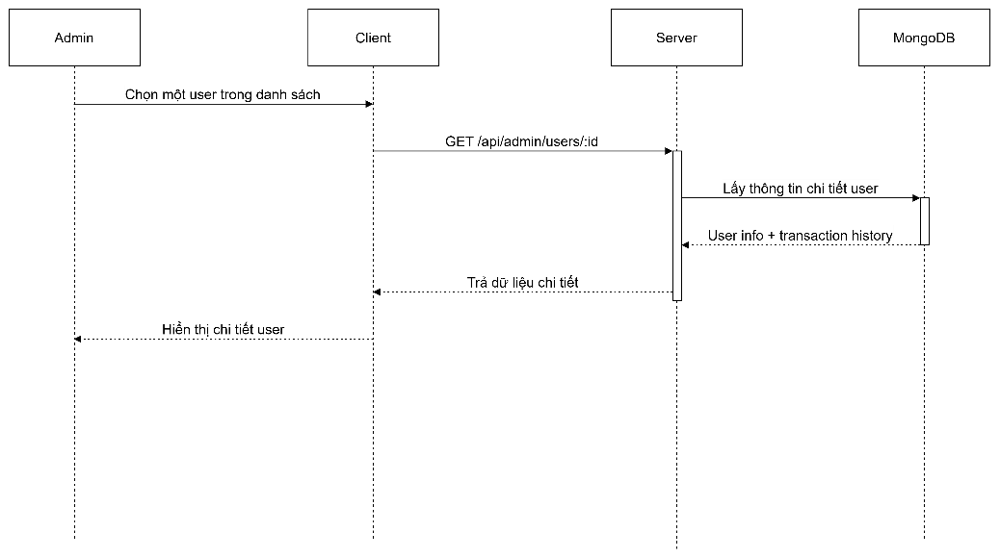 Admin
Client
Server
MongoDB
Chọn một user trong danh sách
GET /api/admin/users/:id
Lấy thông tin chi tiết user
User info + transaction history
Trả dữ liệu chi tiết
Hiển thị chi tiết user